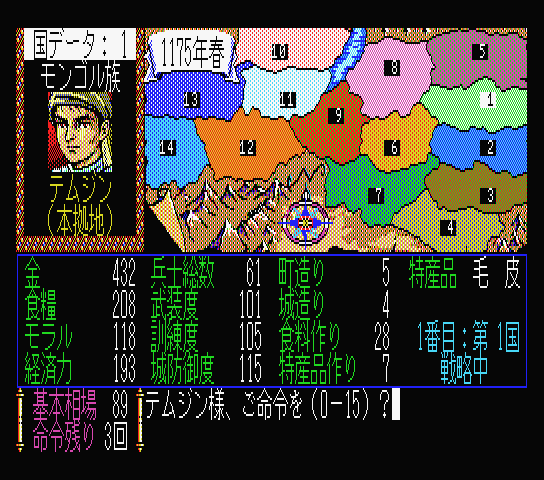 国データ：1
モンゴル族
テムジン
（本拠地）
1175年春
10
5
8
13
11
1
9
14
12
6
2
7
3
4
金 432 兵士総数 61 町造り 5 特産品 毛皮
食糧 208 武装度 101 城造り 4
モラル 118 訓練度 105 食料作り 28 1番目：第 1国
経済力 193 城防御度 115 特産品作り 7 戦略中
基本相場 89 テムジン様、ご命令を（0－15）？
命令残り 3回